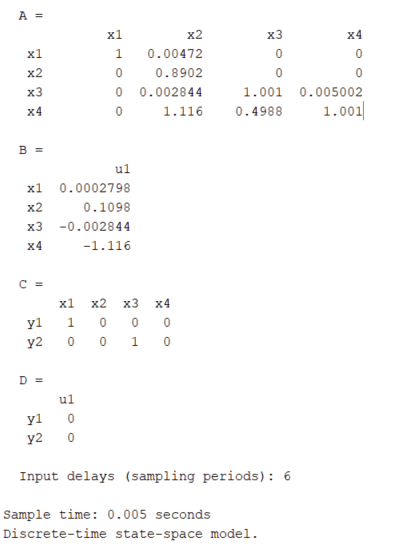 A =
x1 x2 x3 x4
x1 1 0.00472 0 0
x2 0 0.8902 0 0
x3 0 0.002844 1.001 0.005002
x4 0 1.116 0.4988 1.001
B =
u1
x1 0.0002798
x2 0.1098
x3 -0.002844
x4 -1.116
C =
x1 x2 x3 x4
y1 1 0 0 0
y2 0 0 1 0
D =
u1
y1 0
y2 0
Input delays (sampling periods): 6
Sample time: 0.005 seconds
Discrete-time state-space model.